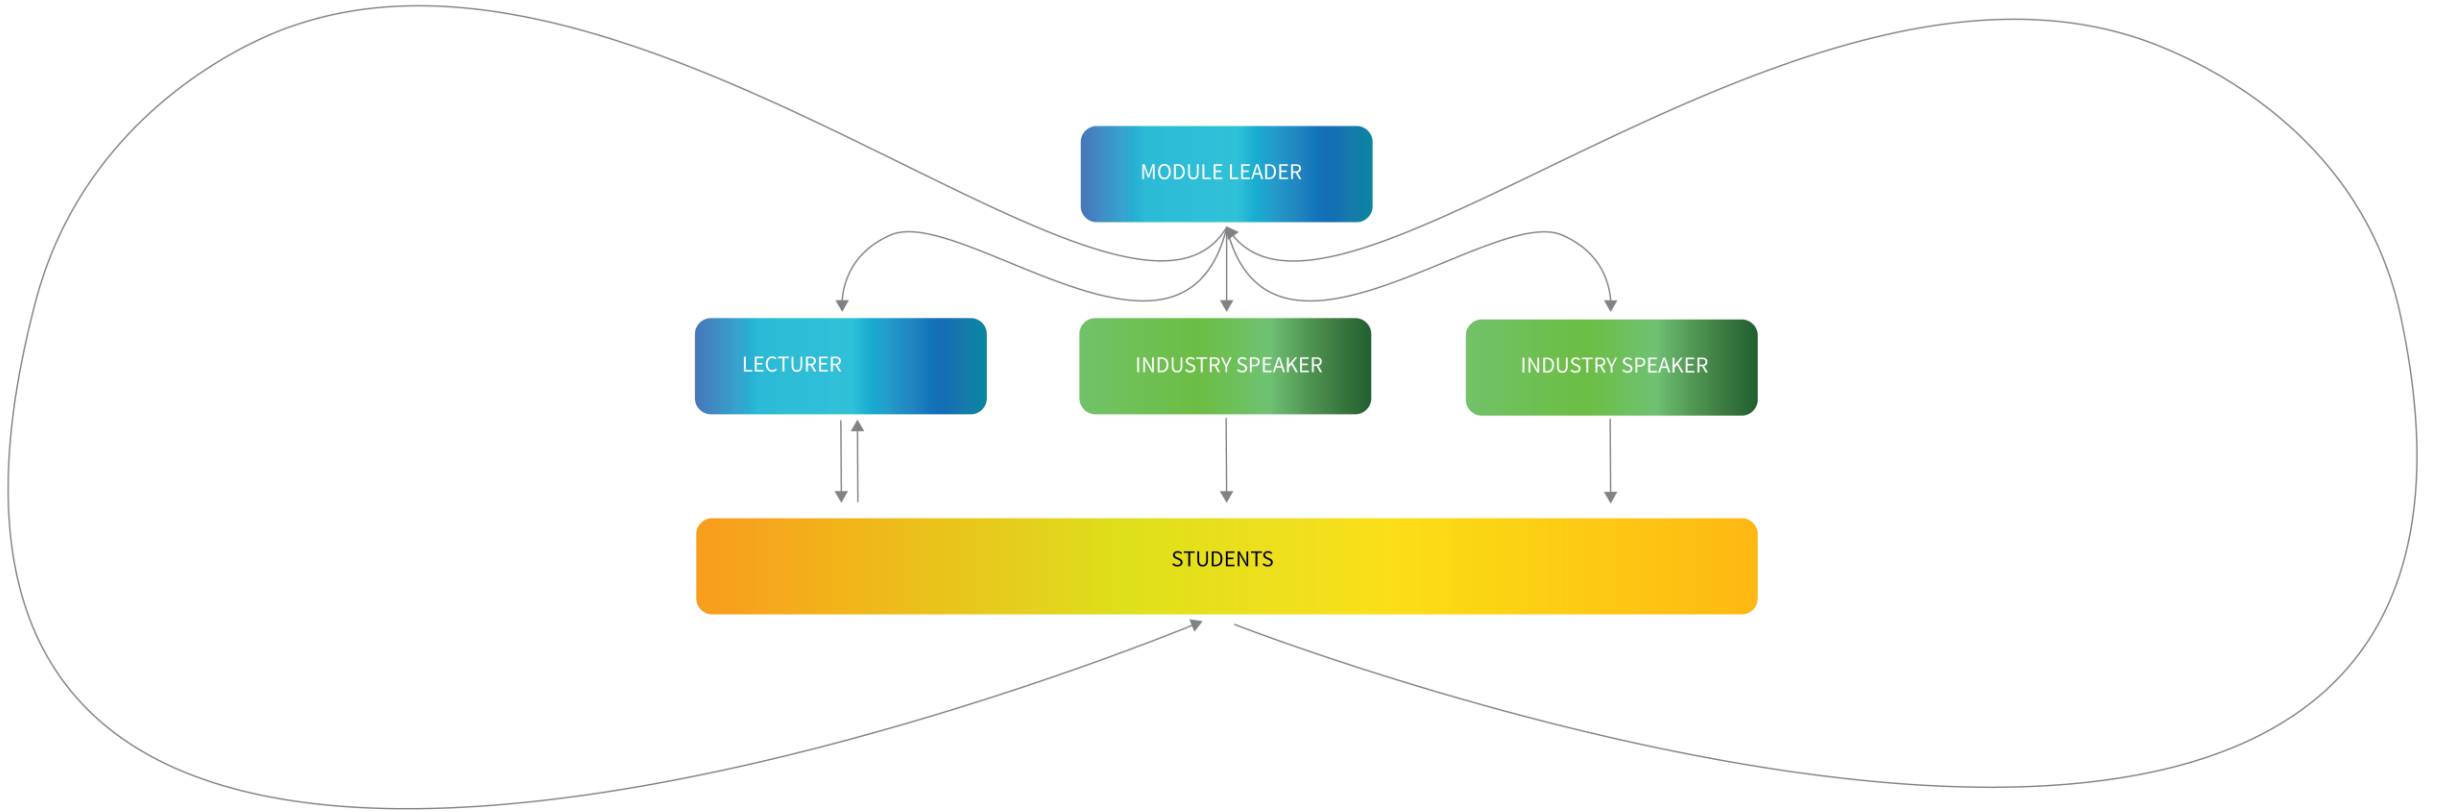 MODULE LEADER
LECTURER
INDUSTRY SPEAKER
INDUSTRY SPEAKER
STUDENTS